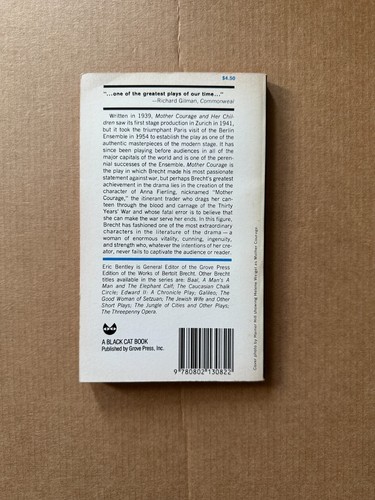 $4.50
"...one of the greatest plays of our time..."
—Richard Gilman, Commonweal
Written in 1939, Mother Courage and Her Chil-
dren saw its first stage production in Zurich in 1941,
but it took the triumphant Paris visit of the Berlin
Ensemble in 1954 to establish the play as one of the
authentic masterpieces of the modern stage. It has
since been playing before audiences in all of the
major capitals of the world and is one of the peren-
nial successes of the Ensemble. Mother Courage is
the play in which Brecht made his most passionate
statement against war, but perhaps Brecht's greatest
achievement in the drama lies in the creation of the
character of Anna Fierling, nicknamed "Mother
Courage," the itinerant trader who drags her can-
teen through the blood and carnage of the Thirty
Years' War and whose fatal error is to believe that
she can make the war serve her ends. In this figure,
Brecht has fashioned one of the most extraordinary
characters in the literature of the drama—a
woman of enormous vitality, cunning, ingenuity,
and strength who, whatever the intentions of her cre-
ator, never fails to captivate the audience or reader.
Eric Bentley is General Editor of the Grove Press
Edition of the Works of Bertolt Brecht. Other Brecht
titles available in the series are: Baal, A Man's A
Man and The Elephant Calf; The Caucasian Chalk
Circle; Edward II: A Chronicle Play; Galileo; The
Good Woman of Setzuan; The Jewish Wife and Other
Short Plays; The Jungle of Cities and Other Plays;
The Threepenny Opera.
A BLACK CAT BOOK
Published by Grove Press, Inc.
9 780802 130822
Cover photo by Hainer Hill showing Helene Weigel as Mother Courage.